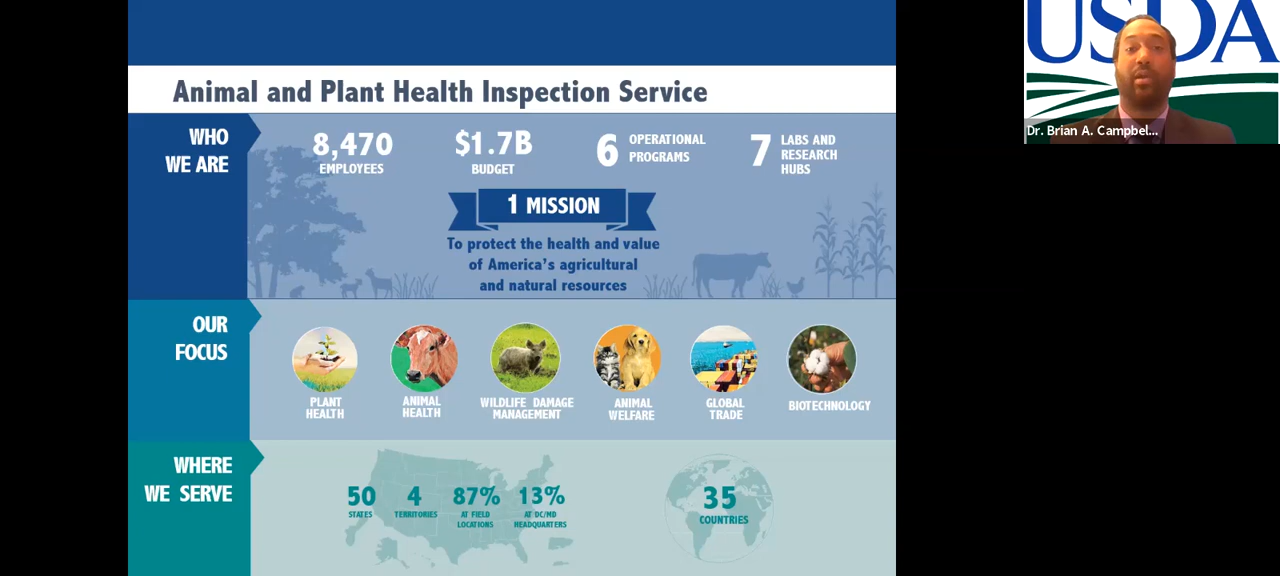 USDA
Dr. Brian A. Campbel...
Animal and Plant Health Inspection Service
WHO
WE ARE
8,470
EMPLOYEES
$1.7B
BUDGET
6
OPERATIONAL
PROGRAMS
7
LABS AND
RESEARCH
HUBS
1 MISSION
To protect the health and value
of America's agricultural
and natural resources
OUR
FOCUS
PLANT
HEALTH
ANIMAL
HEALTH
WILDLIFE DAMAGE
MANAGEMENT
ANIMAL
WELFARE
GLOBAL
TRADE
BIOTECHNOLOGY
WHERE
WE SERVE
50
STATES
4
TERRITORIES
87%
AT FIELD
LOCATIONS
13%
AT DC/MD
HEADQUARTERS
35
COUNTRIES